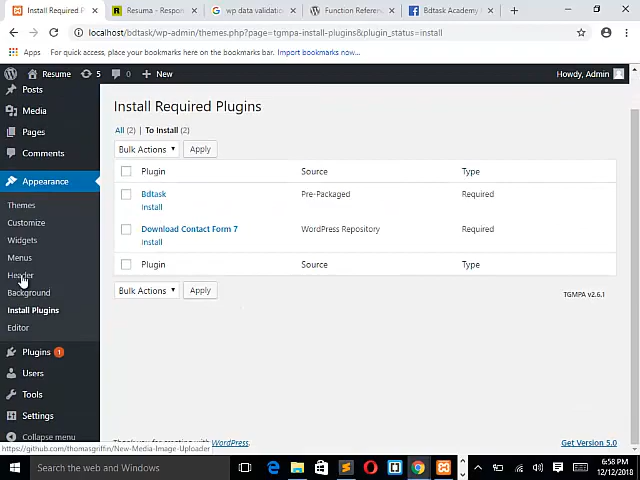 Install Required Plugins
Resuma - Respon
wp data validatio
Function Referen
Bdtask Academy
localhost/bdtask/wp-admin/themes.php?page=tgmpa-install-plugins&plugin_status=install
Apps
For quick access, place your bookmarks here on the bookmarks bar. Import bookmarks now...
Resume
5
0
New
Howdy, Admin
Posts
Media
Pages
Comments
Appearance
Themes
Customize
Widgets
Menus
Header
Background
Install Plugins
Editor
Plugins 1
Users
Tools
Settings
Collapse menu
Install Required Plugins
All (2) | To Install (2)
Bulk Actions Apply
Plugin Source Type
Bdtask Pre-Packaged Required
Install
Download Contact Form 7 WordPress Repository Required
Install
Plugin Source Type
Bulk Actions Apply
TGMPA v2.6.1
Thank you for creating with WordPress.
Get Version 5.0
https://github.com/thomasgriffin/New-Media-Image-Uploader
Search the web and Windows
6:58 PM
12/12/2018